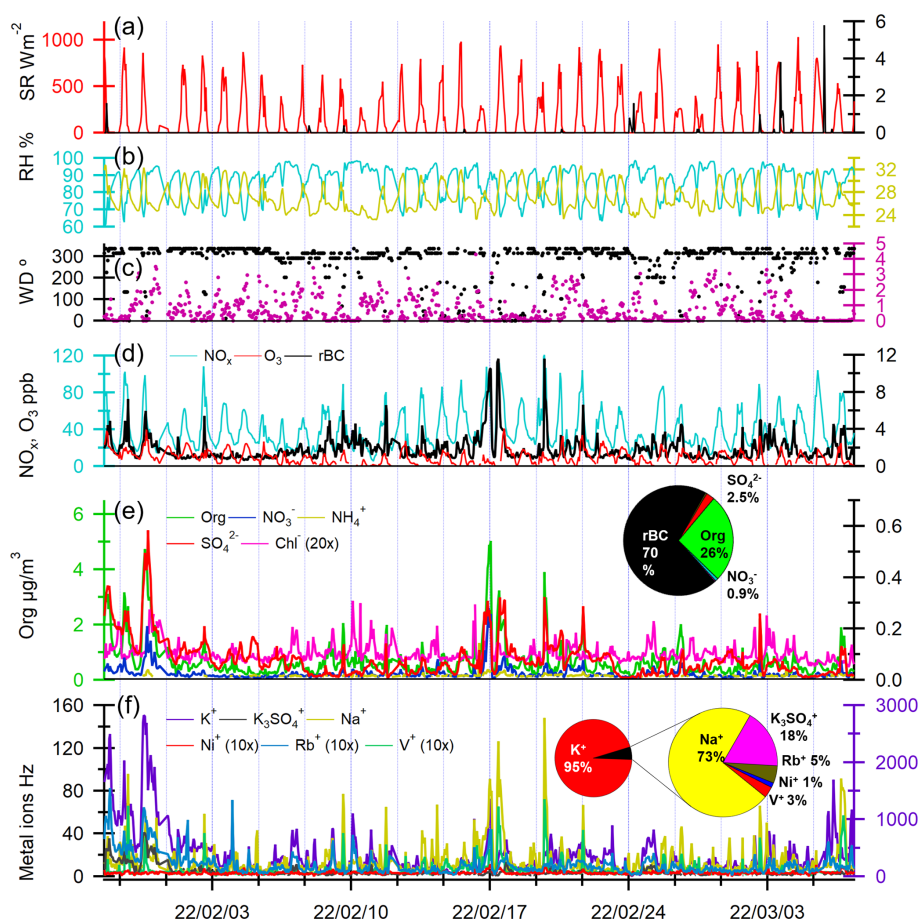 (a)
SR Wm-2
1000
500
0
6
4
2
0
(b)
RH %
100
90
80
70
60
32
28
24
(c)
WD º
300
200
100
0
5
4
3
2
1
0
(d)
NOx O3 rBC
NOx, O3 ppb
120
80
40
0
12
8
4
0
(e)
Org NO3- NH4+
SO42- Chl- (20x)
Org µg/m3
6
4
2
0
0.6
0.4
0.2
0.0
SO42-
2.5%
rBC
70
%
Org
26%
NO3-
0.9%
(f)
K+ K3SO4+ Na+
Ni+ (10x) Rb+ (10x) V+ (10x)
Metal ions Hz
160
120
80
40
0
3000
2000
1000
0
K+
95%
Na+
73%
K3SO4+
18%
Rb+ 5%
Ni+ 1%
V+ 3%
22/02/03 22/02/10 22/02/17 22/02/24 22/03/03